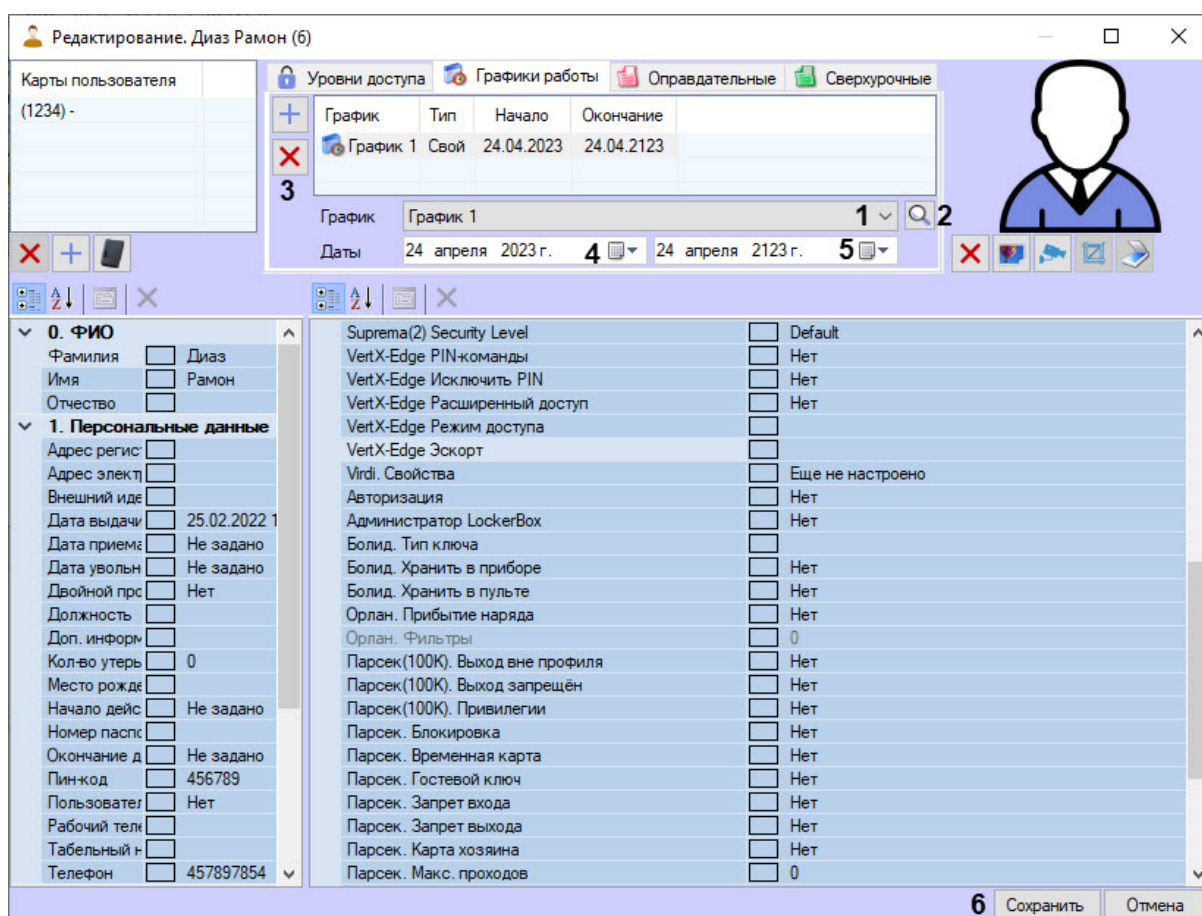 Редактирование. Диаз Рамон (6)
Карты пользователя
(1234) -
Уровни доступа Графики работы Оправдательные Сверхурочные
График Тип Начало Окончание
График 1 Свой 24.04.2023 24.04.2123
3
График График 1 1 2
Даты 24 апреля 2023 г. 4 24 апреля 2123 г. 5
0. ФИО
Фамилия Диаз
Имя Рамон
Отчество
1. Персональные данные
Адрес регис
Адрес элект
Внешний иде
Дата выдачи 25.02.2022 1
Дата приема Не задано
Дата увольн Не задано
Двойной про Нет
Должность
Доп. информ
Кол-во утерь 0
Место рожде
Начало дейс Не задано
Номер паспо
Окончание д Не задано
Пин-код 456789
Пользовател Нет
Рабочий теле
Табельный н
Телефон 457897854
Suprema(2) Security Level Default
VertX-Edge PIN-команды Нет
VertX-Edge Исключить PIN Нет
VertX-Edge Расширенный доступ Нет
VertX-Edge Режим доступа
VertX-Edge Эскорт
Virdi. Свойства Еще не настроено
Авторизация Нет
Администратор LockerBox Нет
Болид. Тип ключа
Болид. Хранить в приборе Нет
Болид. Хранить в пульте Нет
Орлан. Прибытие наряда Нет
Орлан. Фильтры 0
Парсек(100К). Выход вне профиля Нет
Парсек(100К). Выход запрещён Нет
Парсек(100К). Привилегии Нет
Парсек. Блокировка Нет
Парсек. Временная карта Нет
Парсек. Гостевой ключ Нет
Парсек. Запрет входа Нет
Парсек. Запрет выхода Нет
Парсек. Карта хозяина Нет
Парсек. Макс. проходов 0
6 Сохранить Отмена